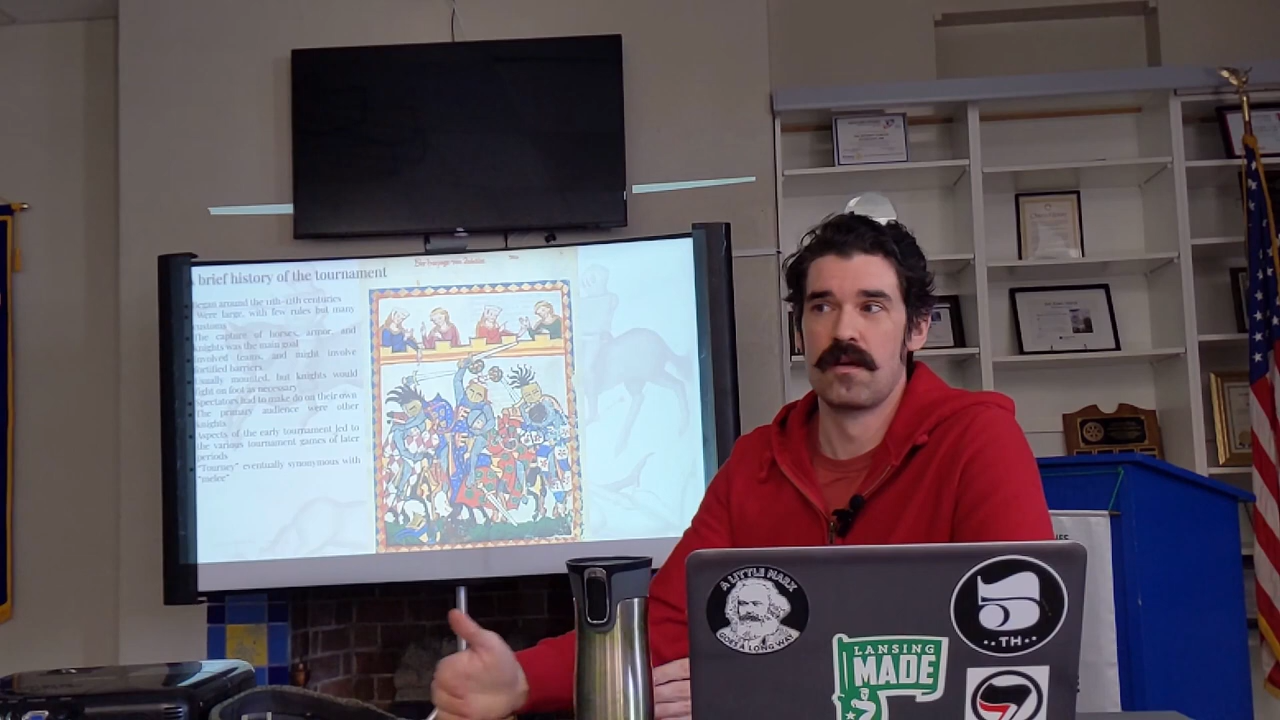 brief history of the tournament
Began around the 11th-12th centuries
Were large, with few rules but many
customs
The capture of horses, armor, and
knights was the main goal
Involved teams, and might involve
fortified barriers
Usually mounted, but knights would
fight on foot as necessary
Spectators had to make do on their own
The primary audience were other
knights
Aspects of the early tournament led to
the various tournament games of later
periods
"Tourney" eventually synonymous with
"melee"
A LITTLE MARX
GOES A LONG WAY
5
TH
LANSING
MADE